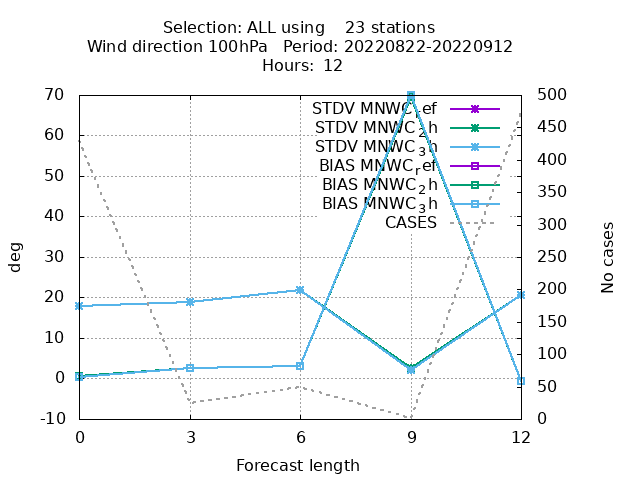 Selection: ALL using    23 stations
Wind direction 100hPa   Period: 20220822-20220912
Hours:  12
70
60
50
40
30
20
10
0
-10
deg
500
450
400
350
300
250
200
150
100
50
0
No cases
STDV MNWC_ref
STDV MNWC_2h
STDV MNWC_3h
BIAS MNWC_ref
BIAS MNWC_2h
BIAS MNWC_3h
CASES
0
3
6
9
12
Forecast length